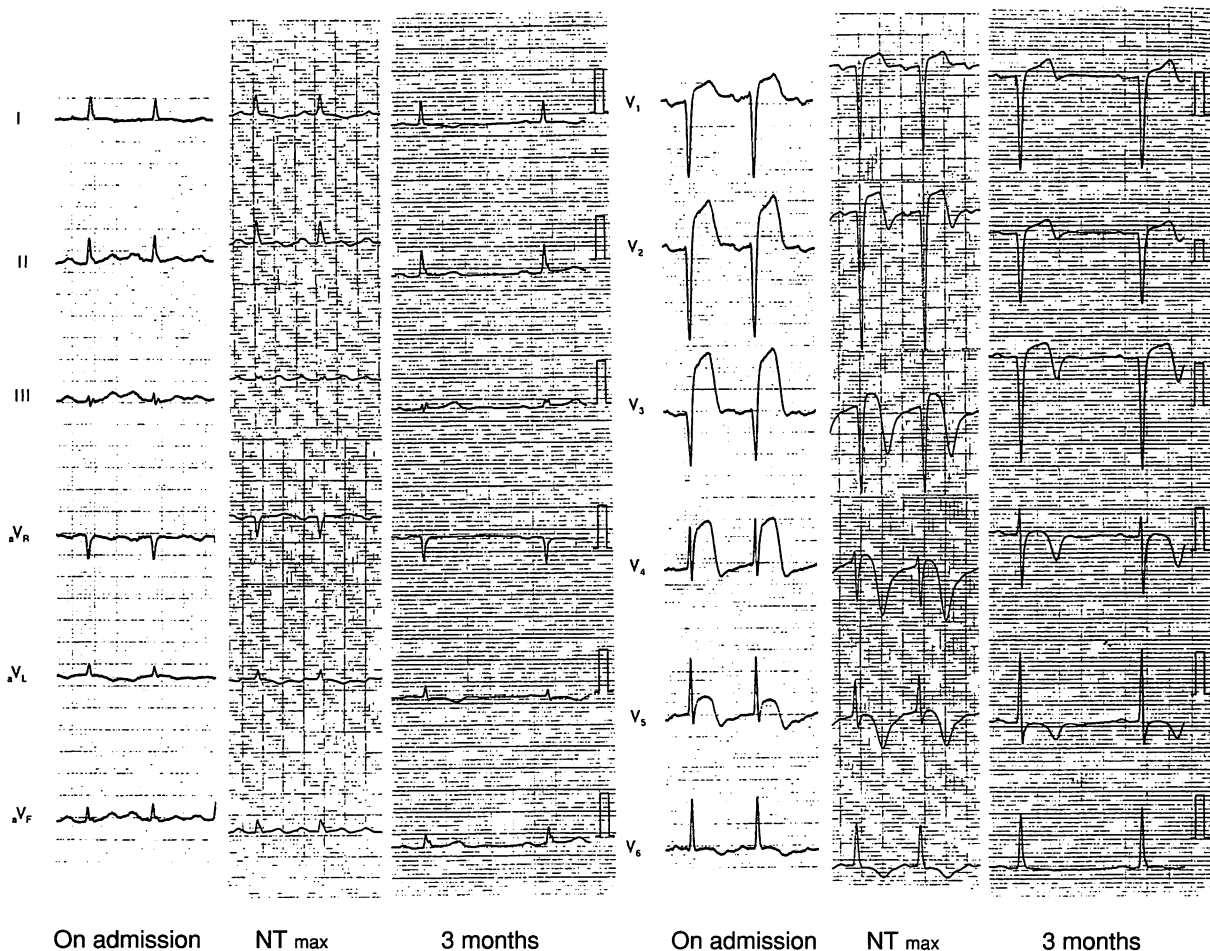 I
II
III
aVR
aVL
aVF
V1
V2
V3
V4
V5
V6
On admission NT max 3 months On admission NT max 3 months